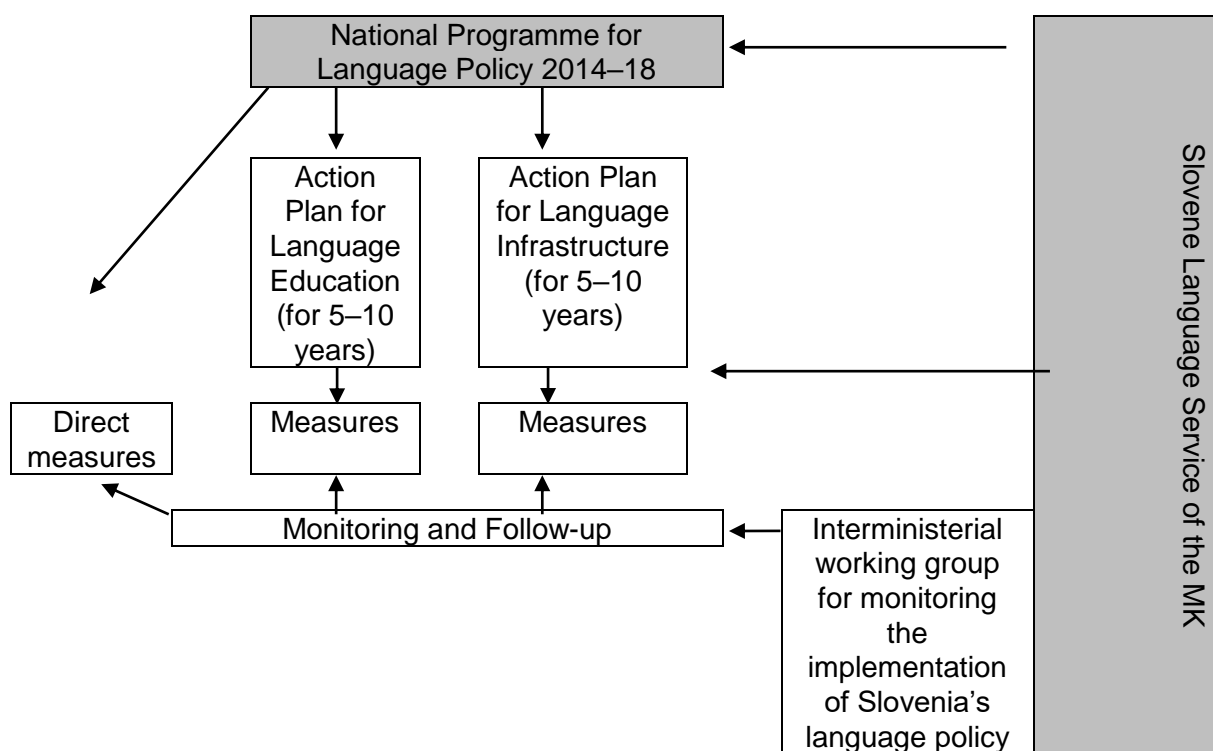 National Programme for
Language Policy 2014–18
Action
Plan for
Language
Education
(for 5–10
years)
Action Plan
for Language
Infrastructure
(for 5–10
years)
Direct
measures
Measures
Measures
Monitoring and Follow-up
Interministerial
working group
for monitoring
the
implementation
of Slovenia’s
language policy
Slovene Language Service of the MK